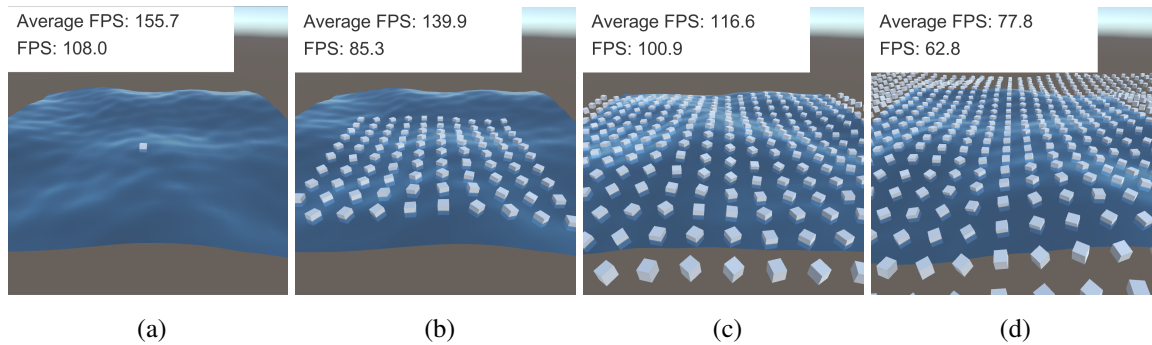 Average FPS: 155.7
FPS: 108.0
Average FPS: 139.9
FPS: 85.3
Average FPS: 116.6
FPS: 100.9
Average FPS: 77.8
FPS: 62.8
(a)
(b)
(c)
(d)